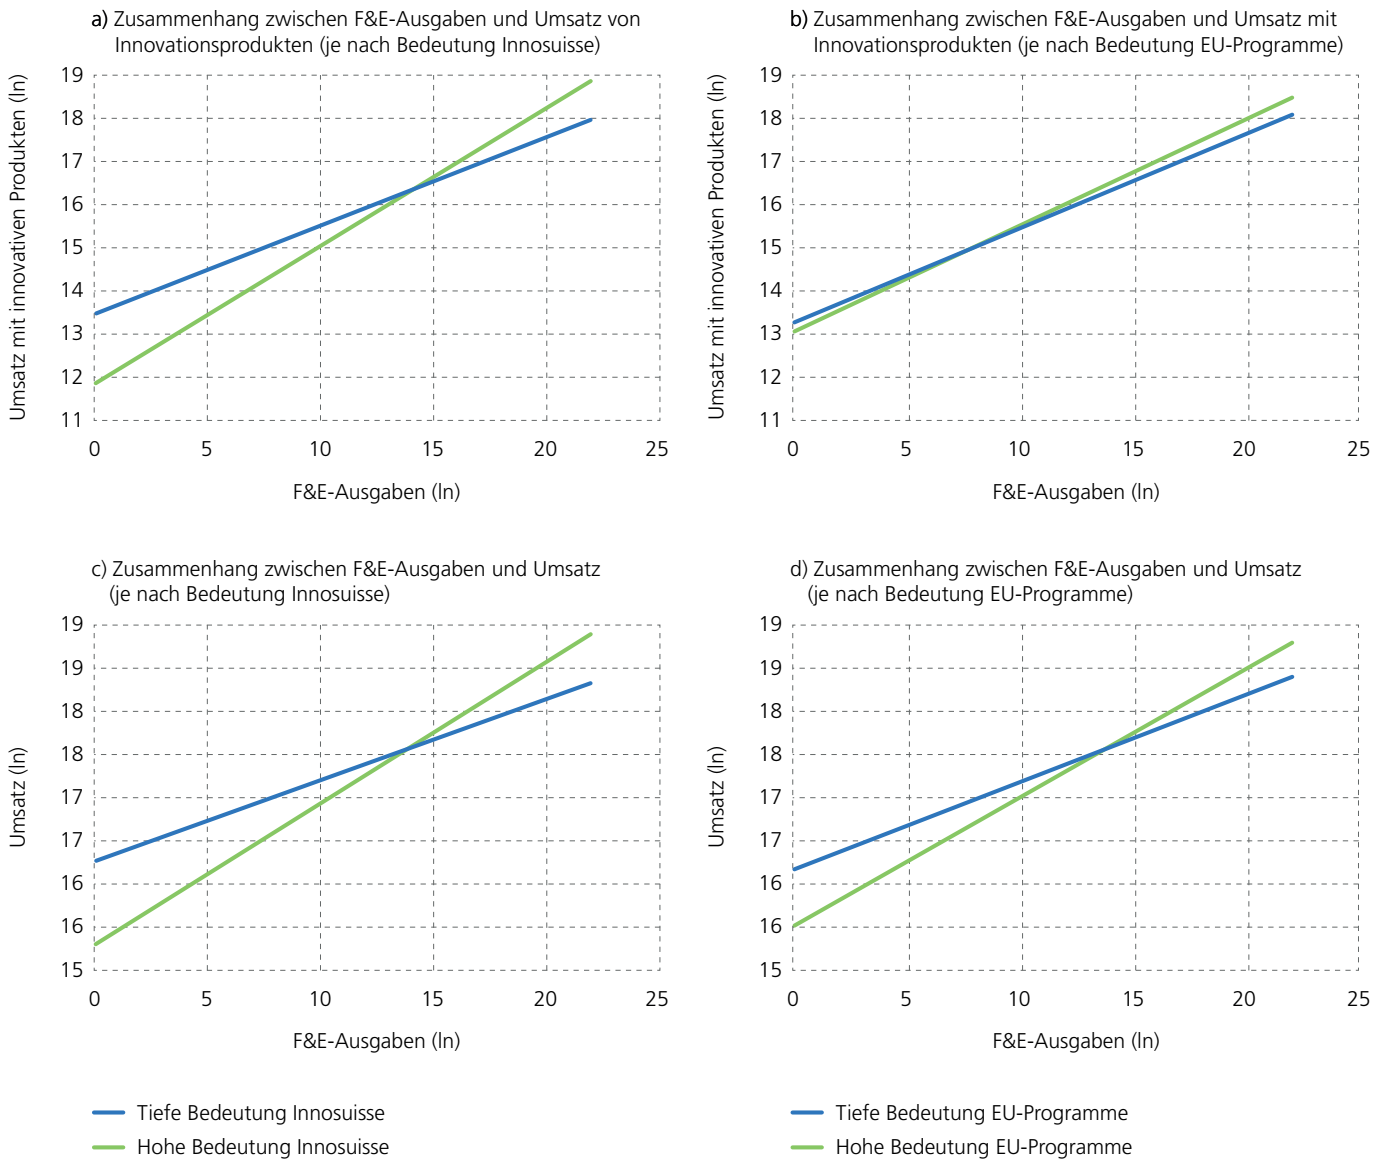 a) Zusammenhang zwischen F&E-Ausgaben und Umsatz von
Innovationsprodukten (je nach Bedeutung Innosuisse)
Umsatz mit innovativen Produkten (ln)
19
18
17
16
15
14
13
12
11
0 5 10 15 20 25
F&E-Ausgaben (ln)
b) Zusammenhang zwischen F&E-Ausgaben und Umsatz mit
Innovationsprodukten (je nach Bedeutung EU-Programme)
Umsatz mit innovativen Produkten (ln)
19
18
17
16
15
14
13
12
11
0 5 10 15 20 25
F&E-Ausgaben (ln)
c) Zusammenhang zwischen F&E-Ausgaben und Umsatz
(je nach Bedeutung Innosuisse)
Umsatz (ln)
19
19
18
18
17
17
16
16
15
0 5 10 15 20 25
F&E-Ausgaben (ln)
d) Zusammenhang zwischen F&E-Ausgaben und Umsatz
(je nach Bedeutung EU-Programme)
Umsatz (ln)
19
19
18
18
17
17
16
16
15
0 5 10 15 20 25
F&E-Ausgaben (ln)
Tiefe Bedeutung Innosuisse
Hohe Bedeutung Innosuisse
Tiefe Bedeutung EU-Programme
Hohe Bedeutung EU-Programme